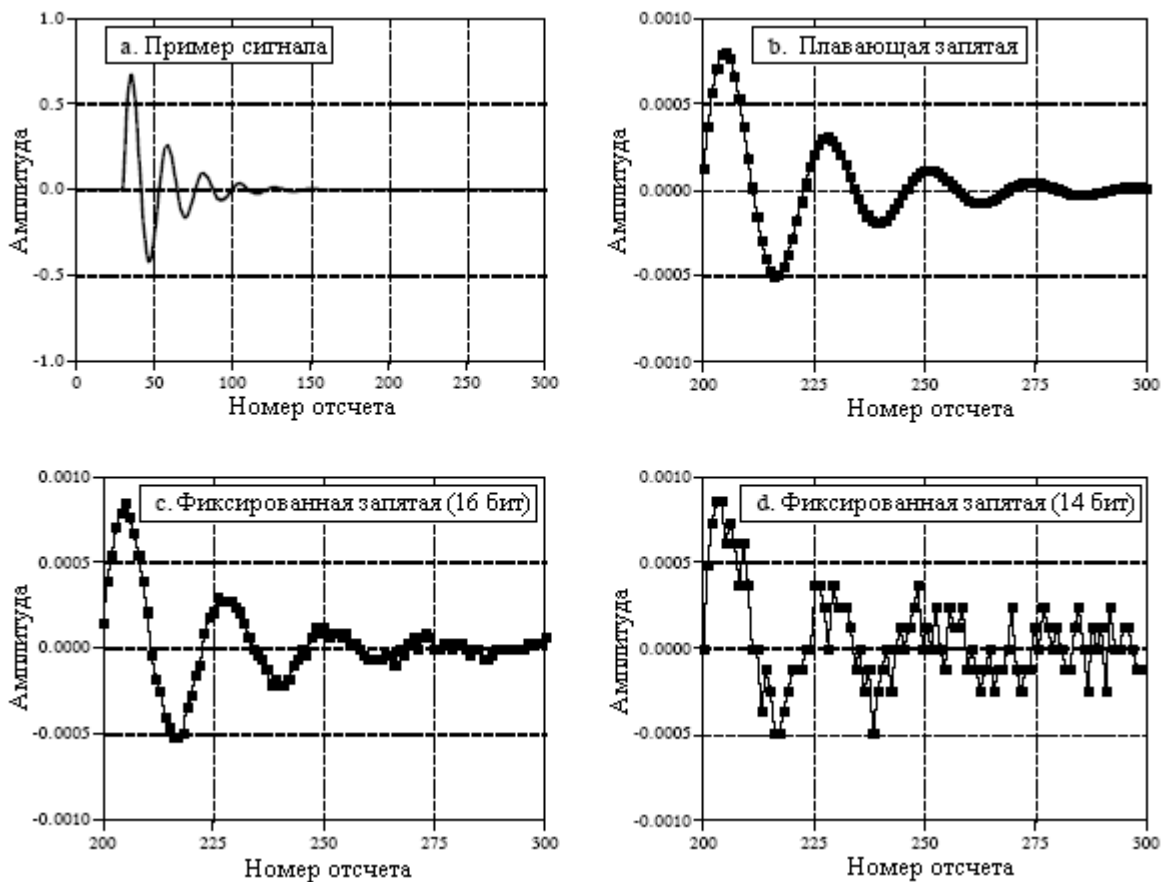 a. Пример сигнала
Амплитуда
1.0
0.5
0.0
-0.5
-1.0
0 50 100 150 200 250 300
Номер отсчета
b. Плавающая запятая
Амплитуда
0.0010
0.0005
0.0000
-0.0005
-0.0010
200 225 250 275 300
Номер отсчета
c. Фиксированная запятая (16 бит)
Амплитуда
0.0010
0.0005
0.0000
-0.0005
-0.0010
200 225 250 275 300
Номер отсчета
d. Фиксированная запятая (14 бит)
Амплитуда
0.0010
0.0005
0.0000
-0.0005
-0.0010
200 225 250 275 300
Номер отсчета